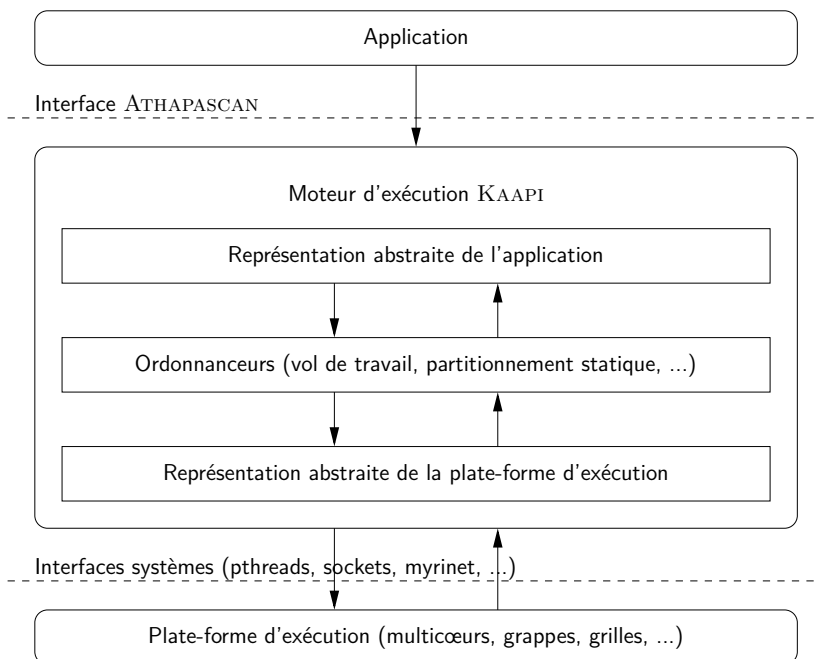 Application
Interface ATHAPASCAN
Moteur d'exécution KAAPI
Représentation abstraite de l'application
Ordonnanceurs (vol de travail, partitionnement statique, ...)
Représentation abstraite de la plate-forme d'exécution
Interfaces systèmes (pthreads, sockets, myrinet, ...)
Plate-forme d'exécution (multicœurs, grappes, grilles, ...)